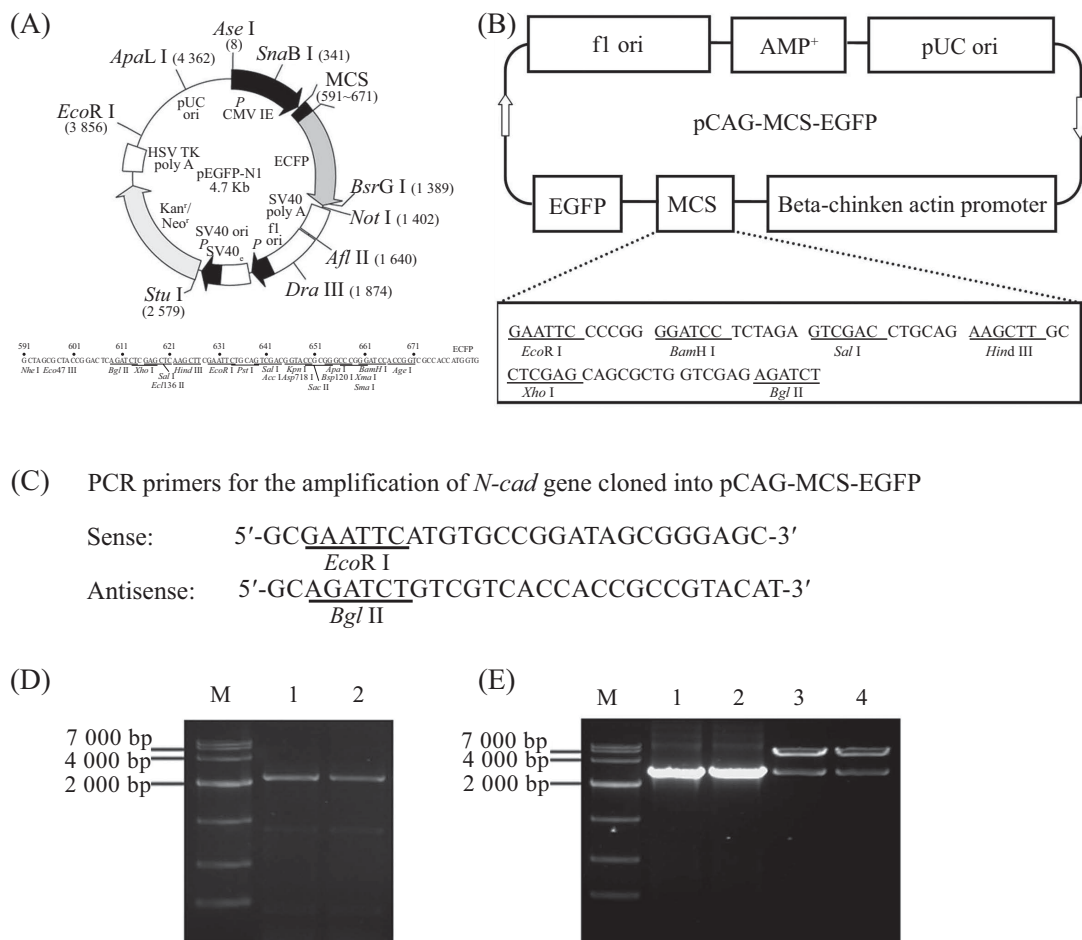 (A)
Ase I
(8)
SnaB I (341)
ApaL I (4 362)
MCS
(591~671)
pUC
ori
P
CMV IE
EcoR I
(3 856)
HSV TK
poly A
pEGFP-N1
4.7 Kb
ECFP
SV40
poly A
BsrG I (1 389)
Not I (1 402)
Kanr/
Neor
SV40 ori
P
SV40e
f1
ori
P
Afl II (1 640)
Dra III (1 874)
Stu I
(2 579)
591 601 611 621 631 641 651 661 671 ECFP
GCTAGCGCTACCGGACTCAGATCTCGAGCTCAAGCTTCGAATTCTGCAGTCGACGGTACCGCGGGCCCGGGATCCACCGGTCGCCACCATGGTG
Nhe I Eco47 III Bgl II Xho I Hind III EcoR I Pst I Sal I Kpn I Apa I BamH I Age I
Sal I Acc I Asp718 I Bsp120 I Xma I
Ecl136 II Sac II Sma I
(B)
f1 ori AMP+ pUC ori
pCAG-MCS-EGFP
EGFP MCS Beta-chinken actin promoter
GAATTC CCCGG GGATCC TCTAGA GTCGAC CTGCAG AAGCTT GC
EcoR I BamH I Sal I Hind III
CTCGAG CAGCGCTG GTCGAG AGATCT
Xho I Bgl II
(C) PCR primers for the amplification of N-cad gene cloned into pCAG-MCS-EGFP
Sense: 5′-GCGAATTCATGTGCCGGATAGCGGGAGC-3′
EcoR I
Antisense: 5′-GCAGATCTGTCGTCACCACCGCCGTACAT-3′
Bgl II
(D)
M 1 2
7 000 bp
4 000 bp
2 000 bp
(E)
M 1 2 3 4
7 000 bp
4 000 bp
2 000 bp